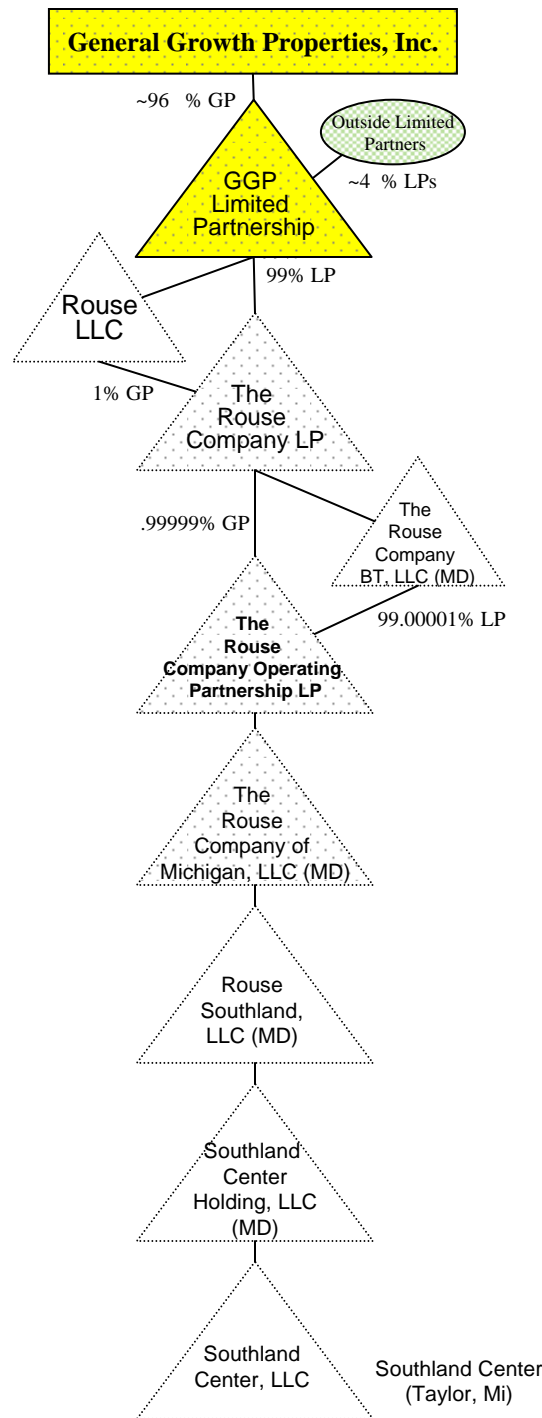 General Growth Properties, Inc.
~96 % GP
Outside Limited
Partners
~4 % LPs
GGP
Limited
Partnership
99% LP
Rouse
LLC
1% GP
The
Rouse
Company LP
.99999% GP
The
Rouse
Company
BT, LLC (MD)
99.00001% LP
The
Rouse
Company Operating
Partnership LP
The
Rouse
Company of
Michigan, LLC (MD)
Rouse
Southland,
LLC (MD)
Southland
Center
Holding, LLC
(MD)
Southland
Center, LLC
Southland Center
(Taylor, Mi)